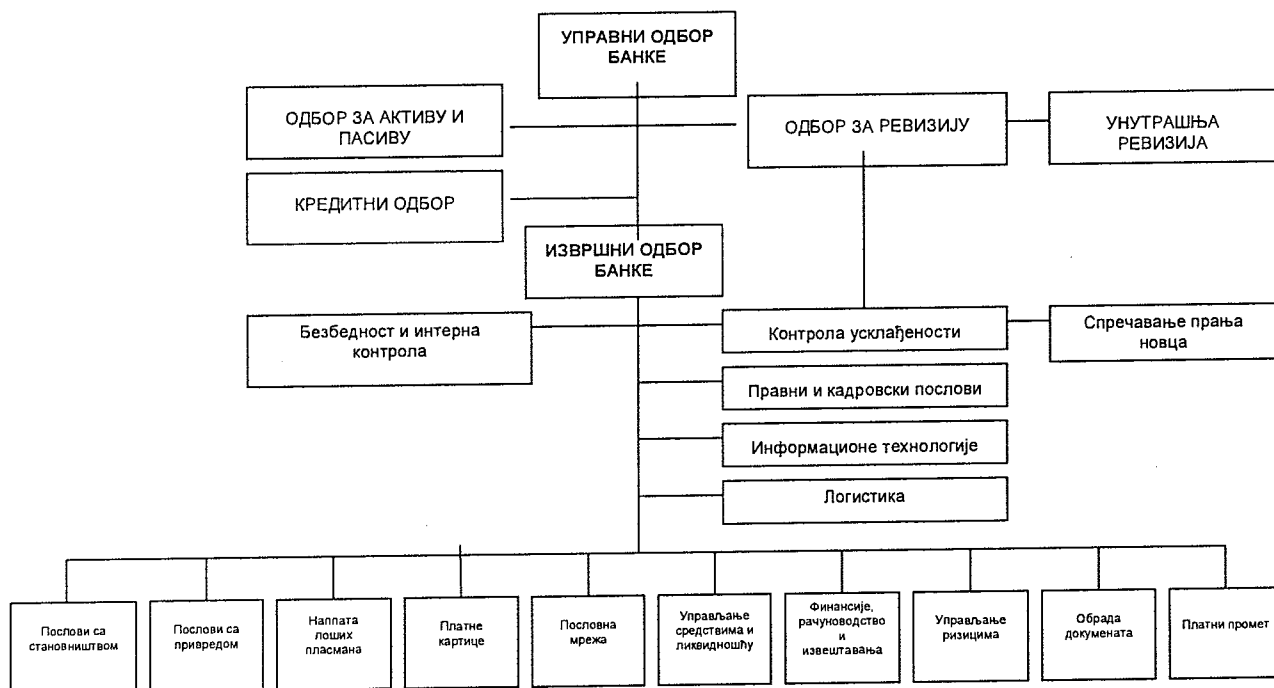 УПРАВНИ ОДБОР
БАНКЕ
ОДБОР ЗА АКТИВУ И
ПАСИВУ
ОДБОР ЗА РЕВИЗИЈУ
УНУТРАШЊА
РЕВИЗИЈА
КРЕДИТНИ ОДБОР
ИЗВРШНИ ОДБОР
БАНКЕ
Безбедност и интерна
контрола
Контрола усклађености
Спречавање прања
новца
Правни и кадровски послови
Информационе технологије
Логистика
Послови са
становништвом
Послови са
привредом
Наплата
лоших
пласмана
Платне
картице
Пословна
мрежа
Управљање
средствима и
ликвидношћу
Финансије,
рачуноводство
и
извештавања
Управљање
ризицима
Обрада
докумената
Платни промет